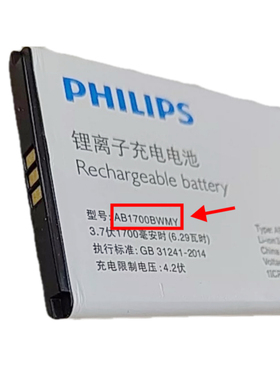 PHILIPS
锂离子充电电池
Rechargeable battery
型号: AB1700BWMY
3.7伏1700毫安时 (6.29瓦时)
执行标准: GB 31241-2014
充电限制电压: 4.2伏